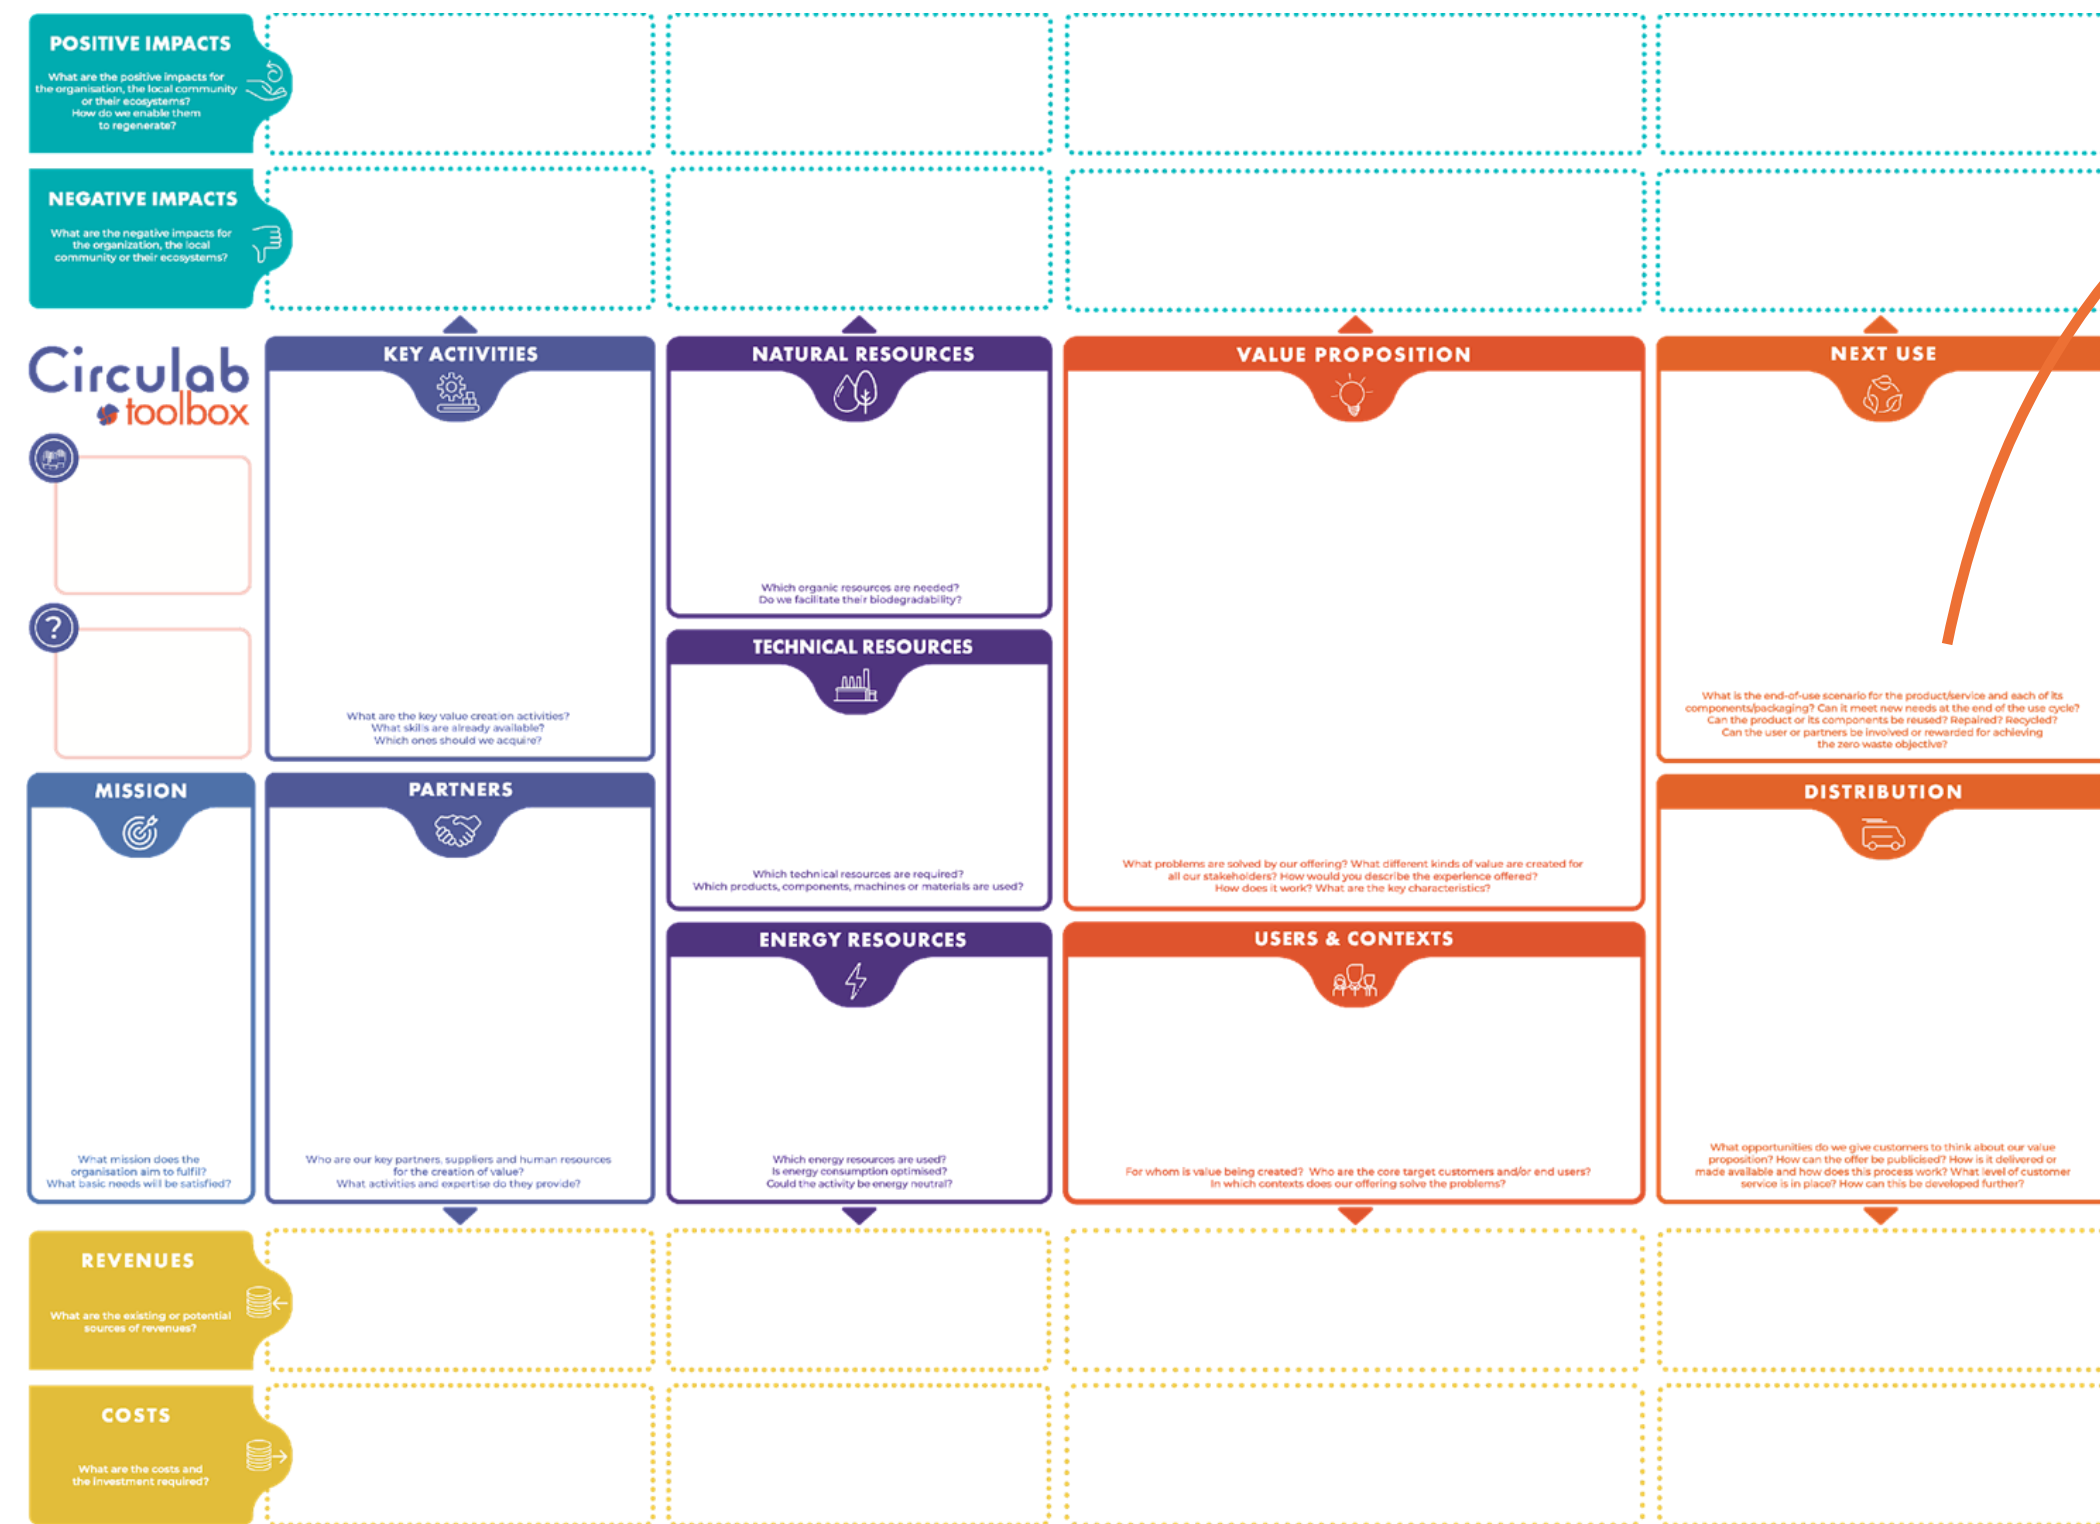 POSITIVE IMPACTS
What are the positive impacts for
the organisation, the local community
or their ecosystems?
How do we enable them
to regenerate?
NEGATIVE IMPACTS
What are the negative impacts for
the organization, the local
community or their ecosystems?
Circulab
toolbox
?
MISSION
What mission does the
organisation aim to fulfil?
What basic needs will be satisfied?
KEY ACTIVITIES
What are the key value creation activities?
What skills are already available?
Which ones should we acquire?
PARTNERS
Who are our key partners, suppliers and human resources
for the creation of value?
What activities and expertise do they provide?
NATURAL RESOURCES
Which organic resources are needed?
Do we facilitate their biodegradability?
TECHNICAL RESOURCES
Which technical resources are required?
Which products, components, machines or materials are used?
ENERGY RESOURCES
Which energy resources are used?
Is energy consumption optimised?
Could the activity be energy neutral?
VALUE PROPOSITION
What problems are solved by our offering? What different kinds of value are created for
all our stakeholders? How would you describe the experience offered?
How does it work? What are the key characteristics?
USERS & CONTEXTS
For whom is value being created? Who are the core target customers and/or end users?
In which contexts does our offering solve the problems?
NEXT USE
What is the end-of-use scenario for the product/service and each of its
components/packaging? Can it meet new needs at the end of the use cycle?
Can the product or its components be reused? Repaired? Recycled?
Can the user or partners be involved or rewarded for achieving
the zero waste objective?
DISTRIBUTION
What opportunities do we give customers to think about our value
proposition? How can the offer be publicised? How is it delivered or
made available and how does this process work? What level of customer
service is in place? How can this be developed further?
REVENUES
What are the existing or potential
sources of revenues?
COSTS
What are the costs and
the investment required?